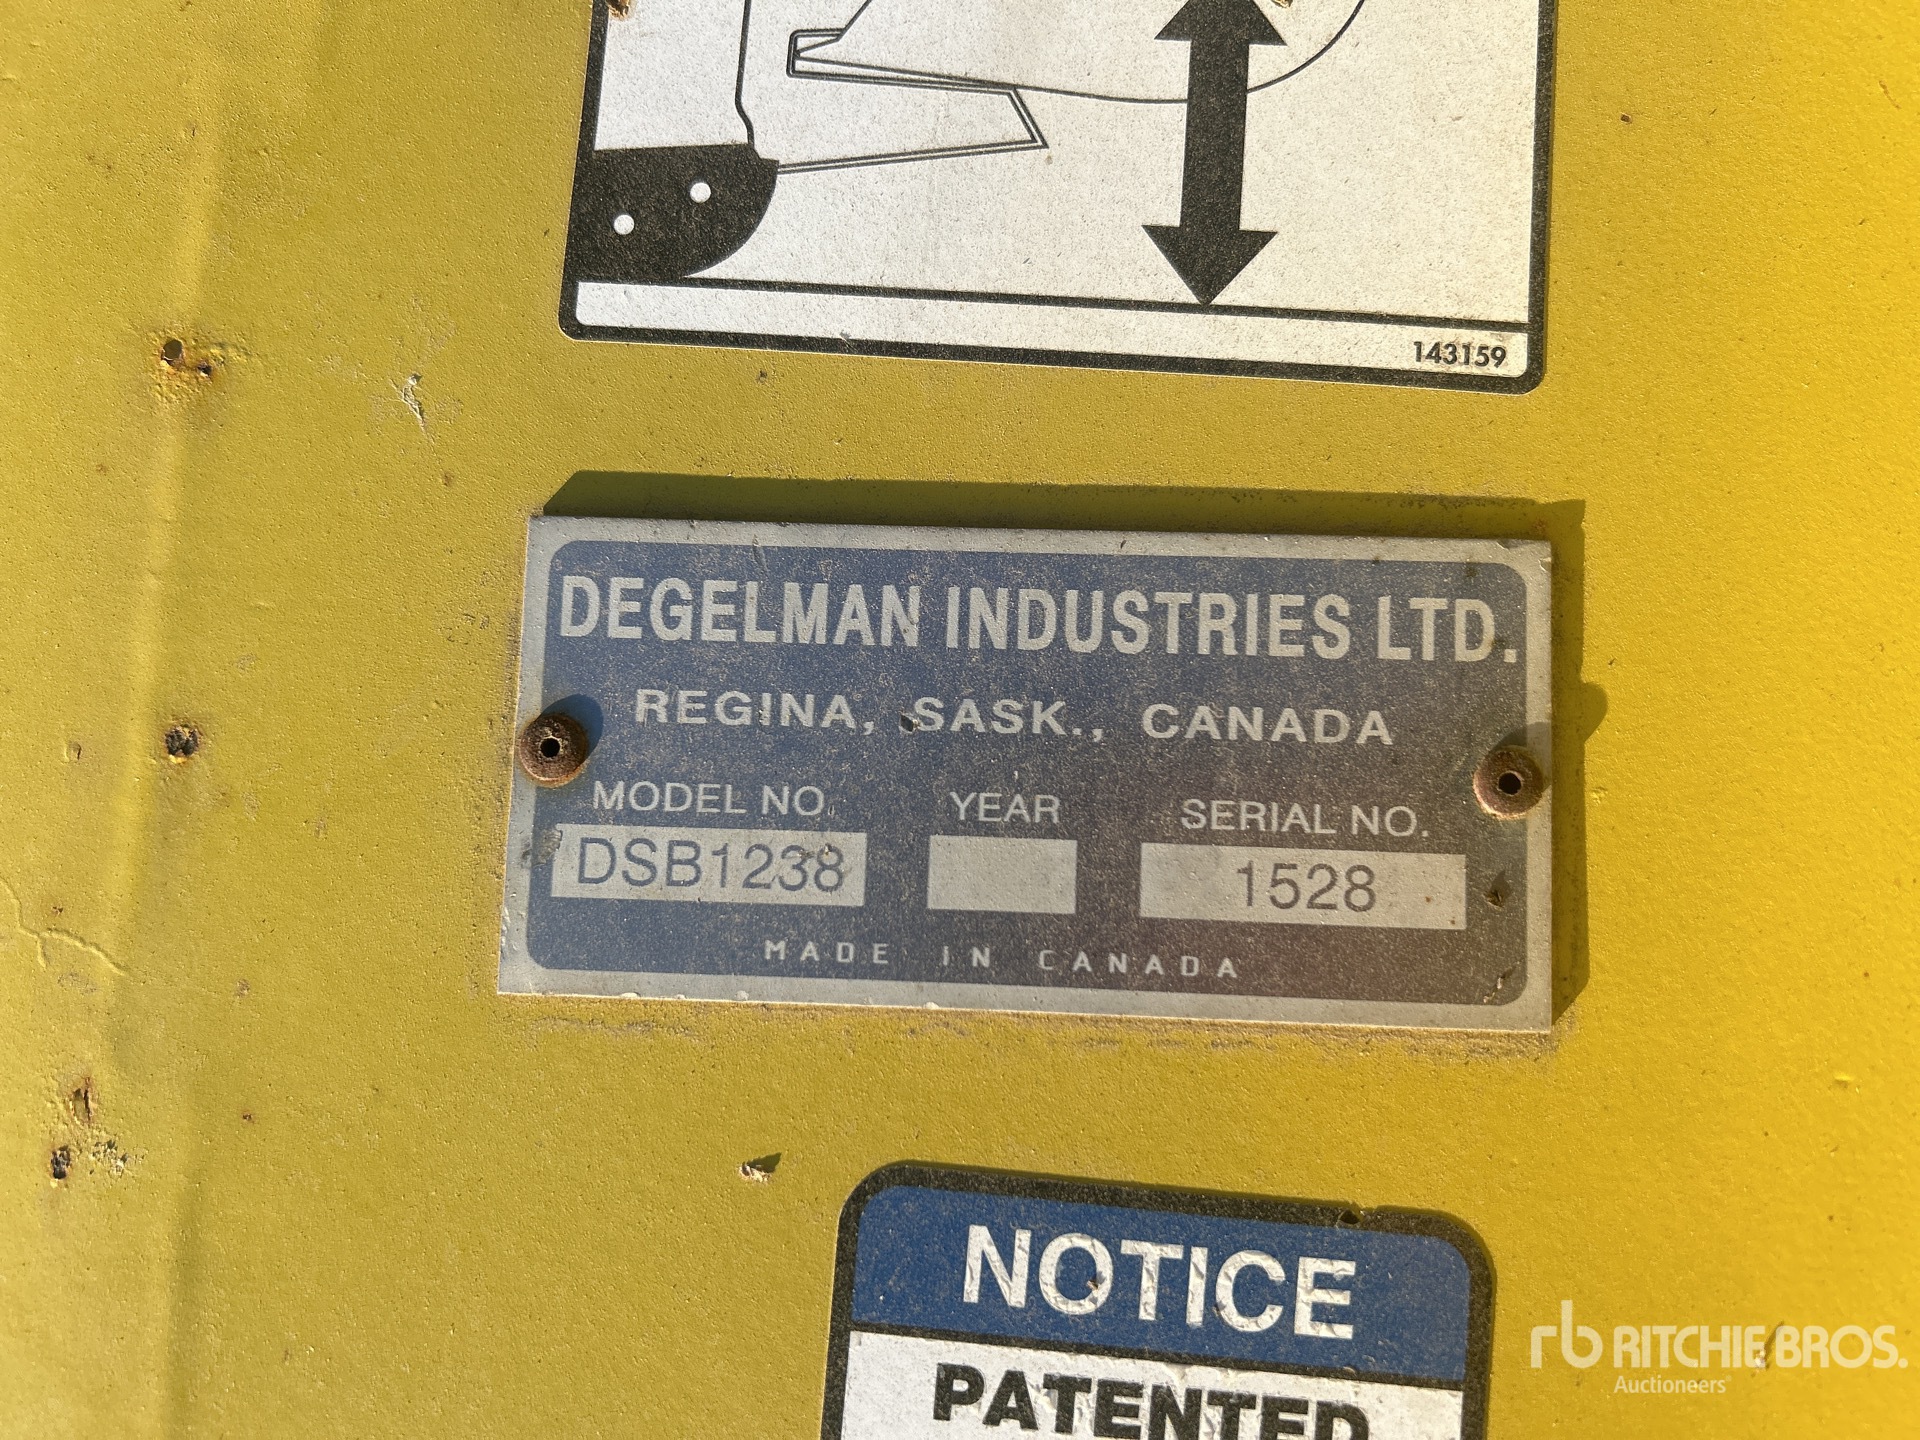 143159
DEGELMAN INDUSTRIES LTD.
REGINA, SASK., CANADA
MODEL NO. YEAR SERIAL NO.
DSB1238 1528
MADE IN CANADA
NOTICE
PATENTED
rb RITCHIE BROS.
Auctioneers